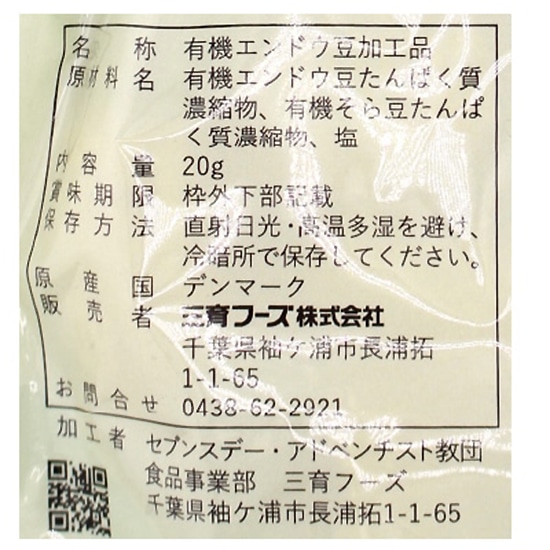 名称 有機エンドウ豆加工品
原材料名 有機エンドウ豆たんぱく質
濃縮物、有機そら豆たんぱ
く質濃縮物、塩
内容量 20g
賞味期限 枠外下部記載
保存方法 直射日光・高温多湿を避け、
冷暗所で保存してください。
原産国 デンマーク
販売者 三育フーズ株式会社
千葉県袖ケ浦市長浦拓
1-1-65
お問合せ 0438-62-2921
加工者 セブンスデー・アドベンチスト教団
食品事業部 三育フーズ
千葉県袖ケ浦市長浦拓1-1-65